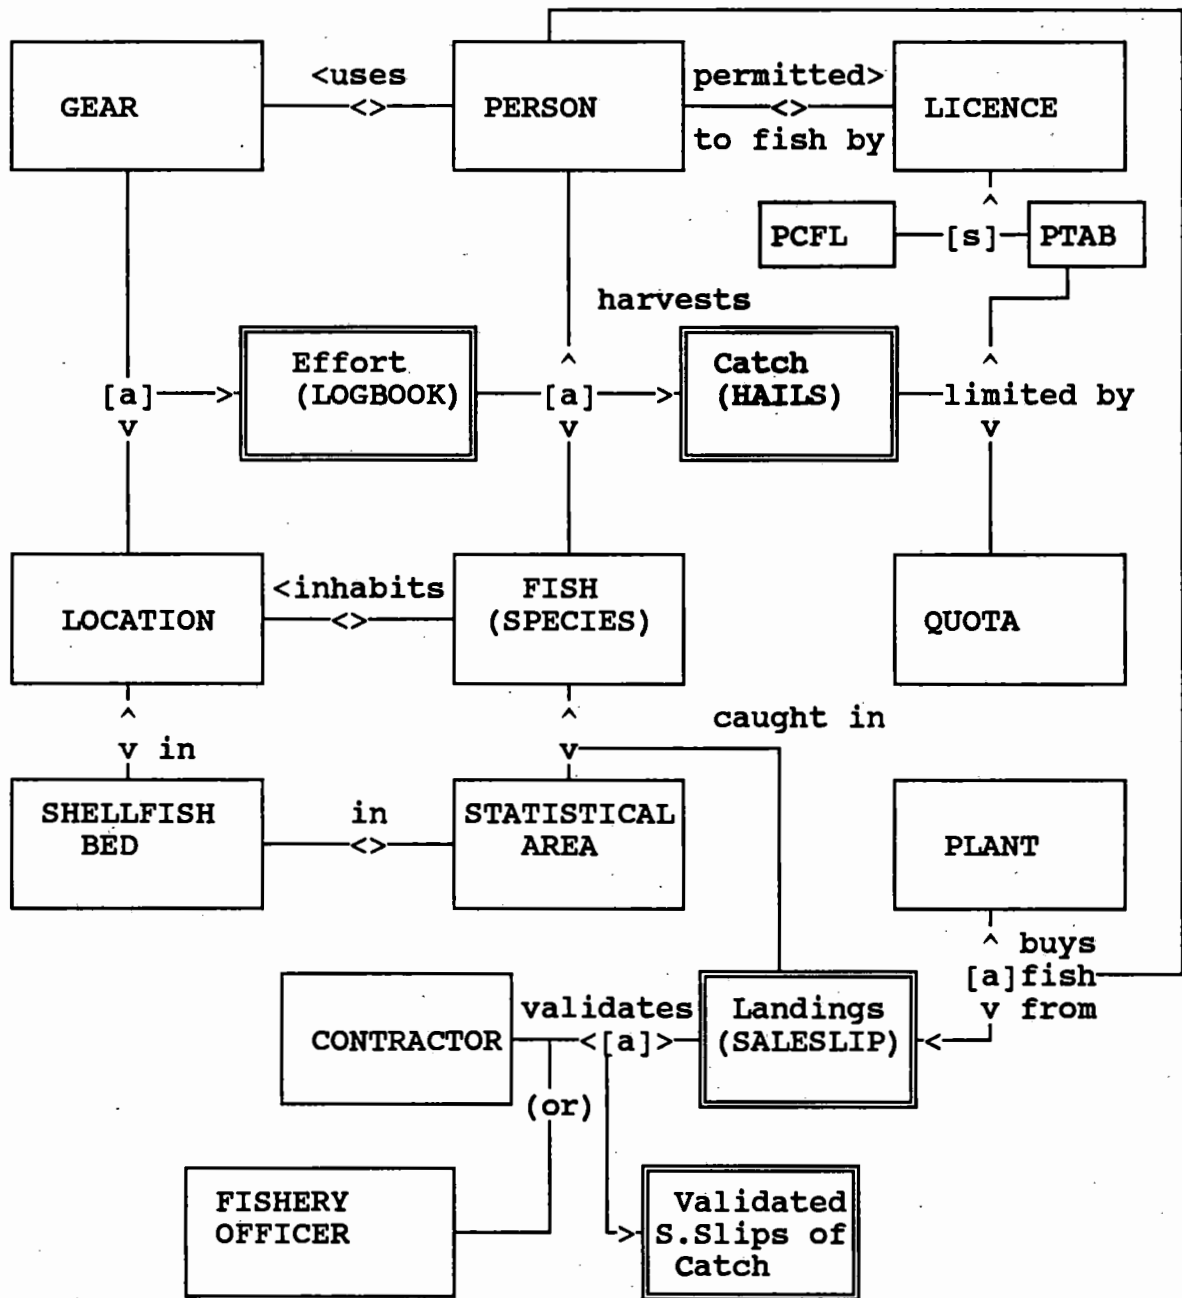 <uses
permitted>
GEAR
<>
PERSON
<>
LICENCE
to fish by
^
PCFL
[s]
PTAB
harvests
Effort
(LOGBOOK)
^
Catch
(HAILS)
^
[a]
>
[a]
>
limited by
v
v
v
<inhabits
FISH
(SPECIES)
LOCATION
<>
QUOTA
^
^
caught in
v in
v
SHELLFISH
BED
in
<>
STATISTICAL
AREA
PLANT
^ buys
[a]fish
v from
validates
Landings
(SALESLIP)
CONTRACTOR
<[a]>
<
(or)
FISHERY
OFFICER
>
Validated
S.Slips of
Catch